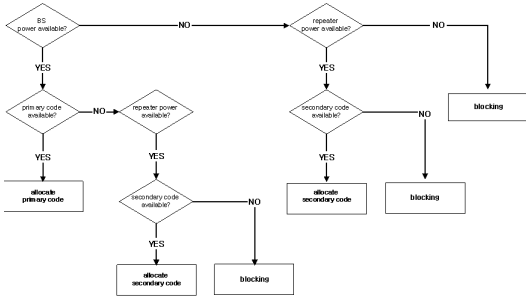 BS
power available?
NO
repeater
power available?
NO
YES
YES
primary code
available?
NO
repeater power
available?
secondary code
available?
NO
blocking
YES
YES
YES
allocate
primary code
secondary code
available?
NO
allocate
secondary code
blocking
YES
allocate
secondary code
blocking